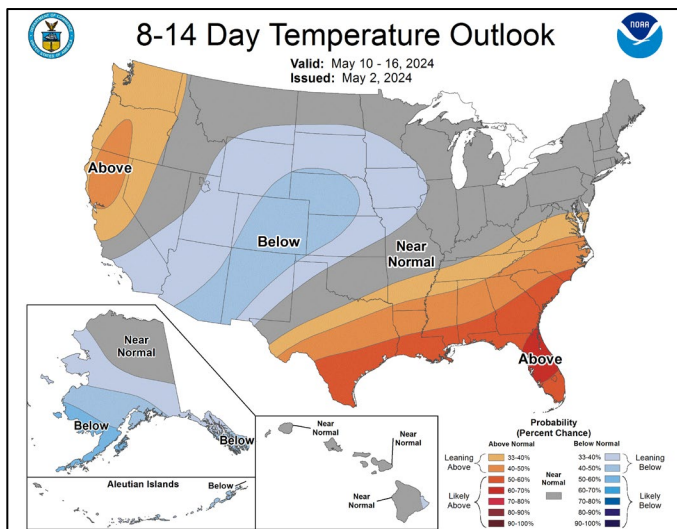 8-14 Day Temperature Outlook
Valid: May 10 - 16, 2024
Issued: May 2, 2024
NOAA
Above
Below
Near
Normal
Above
Near
Normal
Below
Below
Aleutian Islands
Below
Near
Normal
Near
Normal
Near
Normal
Probability
(Percent Chance)
Above Normal
Below Normal
Leaning
Above
33-40%
40-50%
Near
Normal
33-40%
40-50%
Leaning
Below
Likely
Above
50-60%
60-70%
70-80%
80-90%
90-100%
50-60%
60-70%
70-80%
80-90%
90-100%
Likely
Below